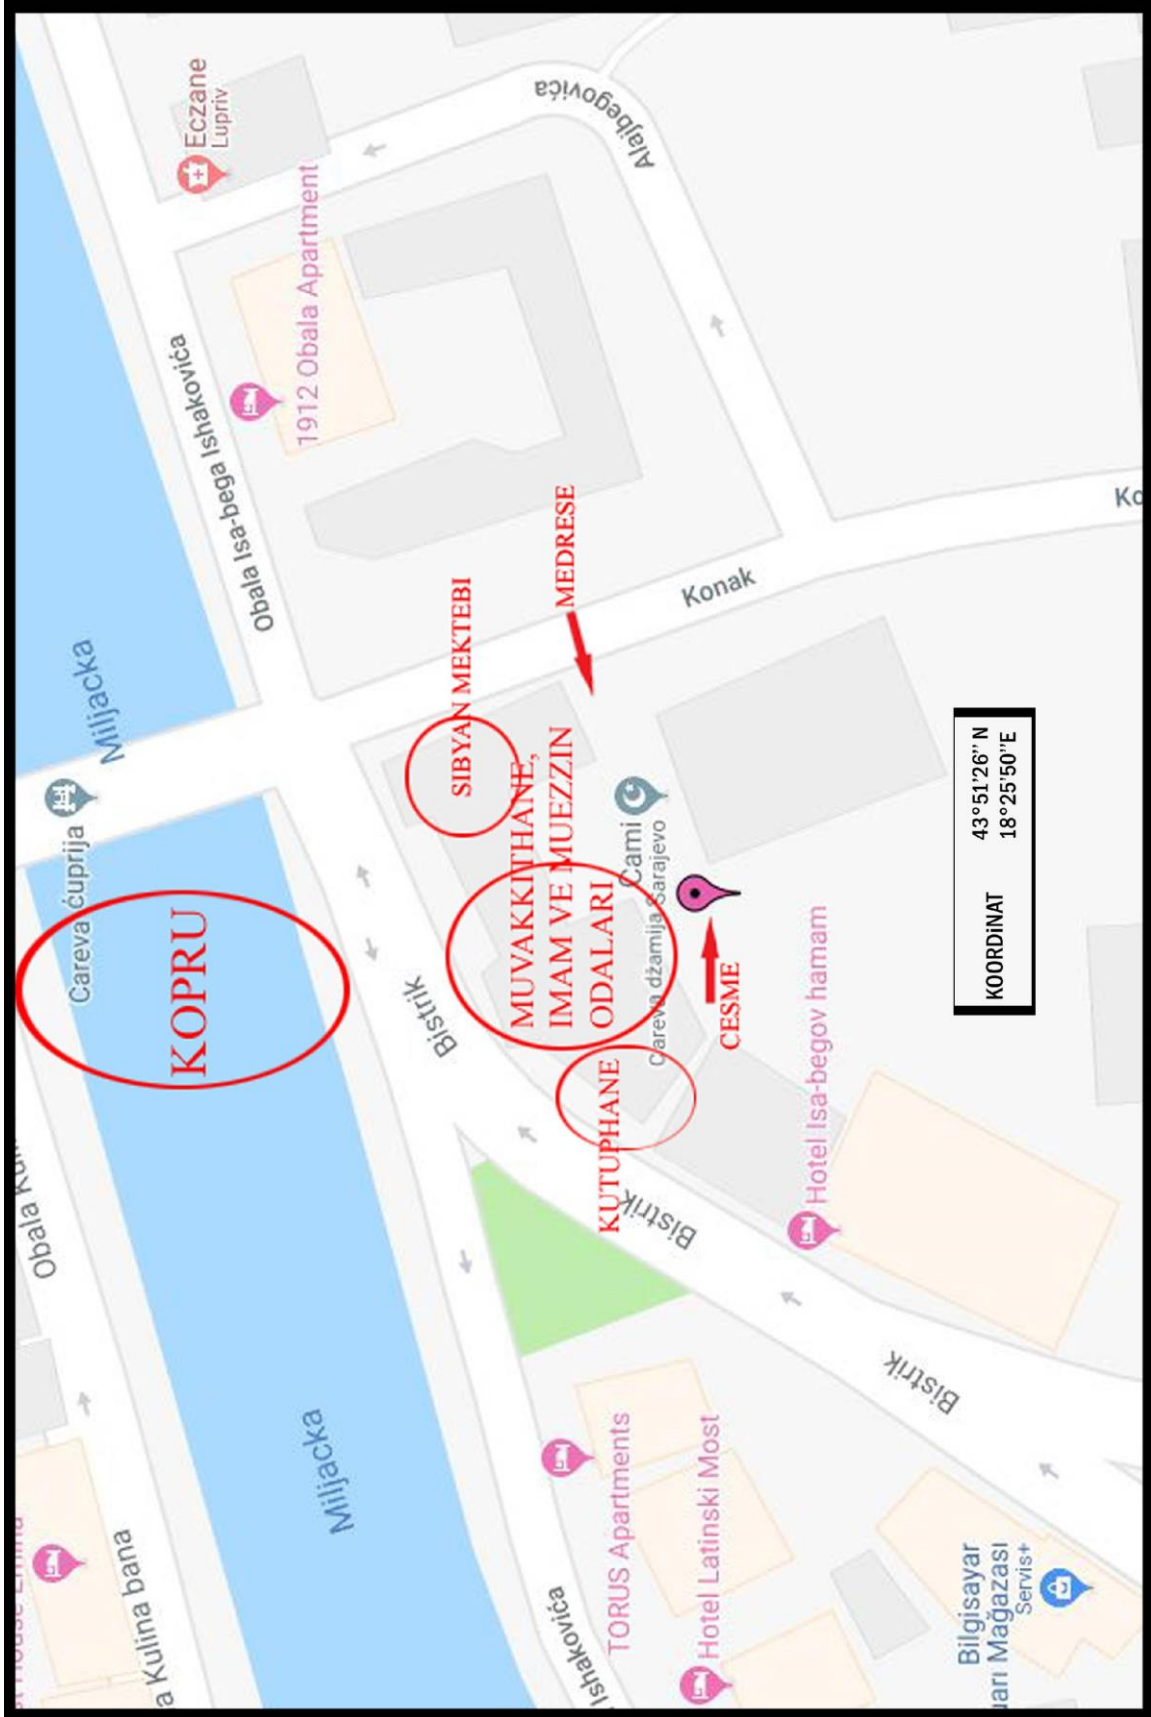 Eczane
Lupriv
Alajbegovića
1912 Obala Apartment
Obala Isa-bega Ishakovića
Miljacka
Careva ćuprija
KOPRU
SIBYAN MEKTEBI
MEDRESE
Konak
MUVAKKITHANE,
IMAM VE MUEZZIN
ODALARI
Cami
Careva džamija Sarajevo
CESME
KUTUPHANE
Bistrik
Bistrik
Bistrik
Hotel Isa-begov hamam
KOORDİNAT 43°51'26'' N
18°25'50''E
Miljacka
a Kulina bana
Obala
Ishakovića
TORUS Apartments
Hotel Latinski Most
Bilgisayar
Mağazası
Servis+